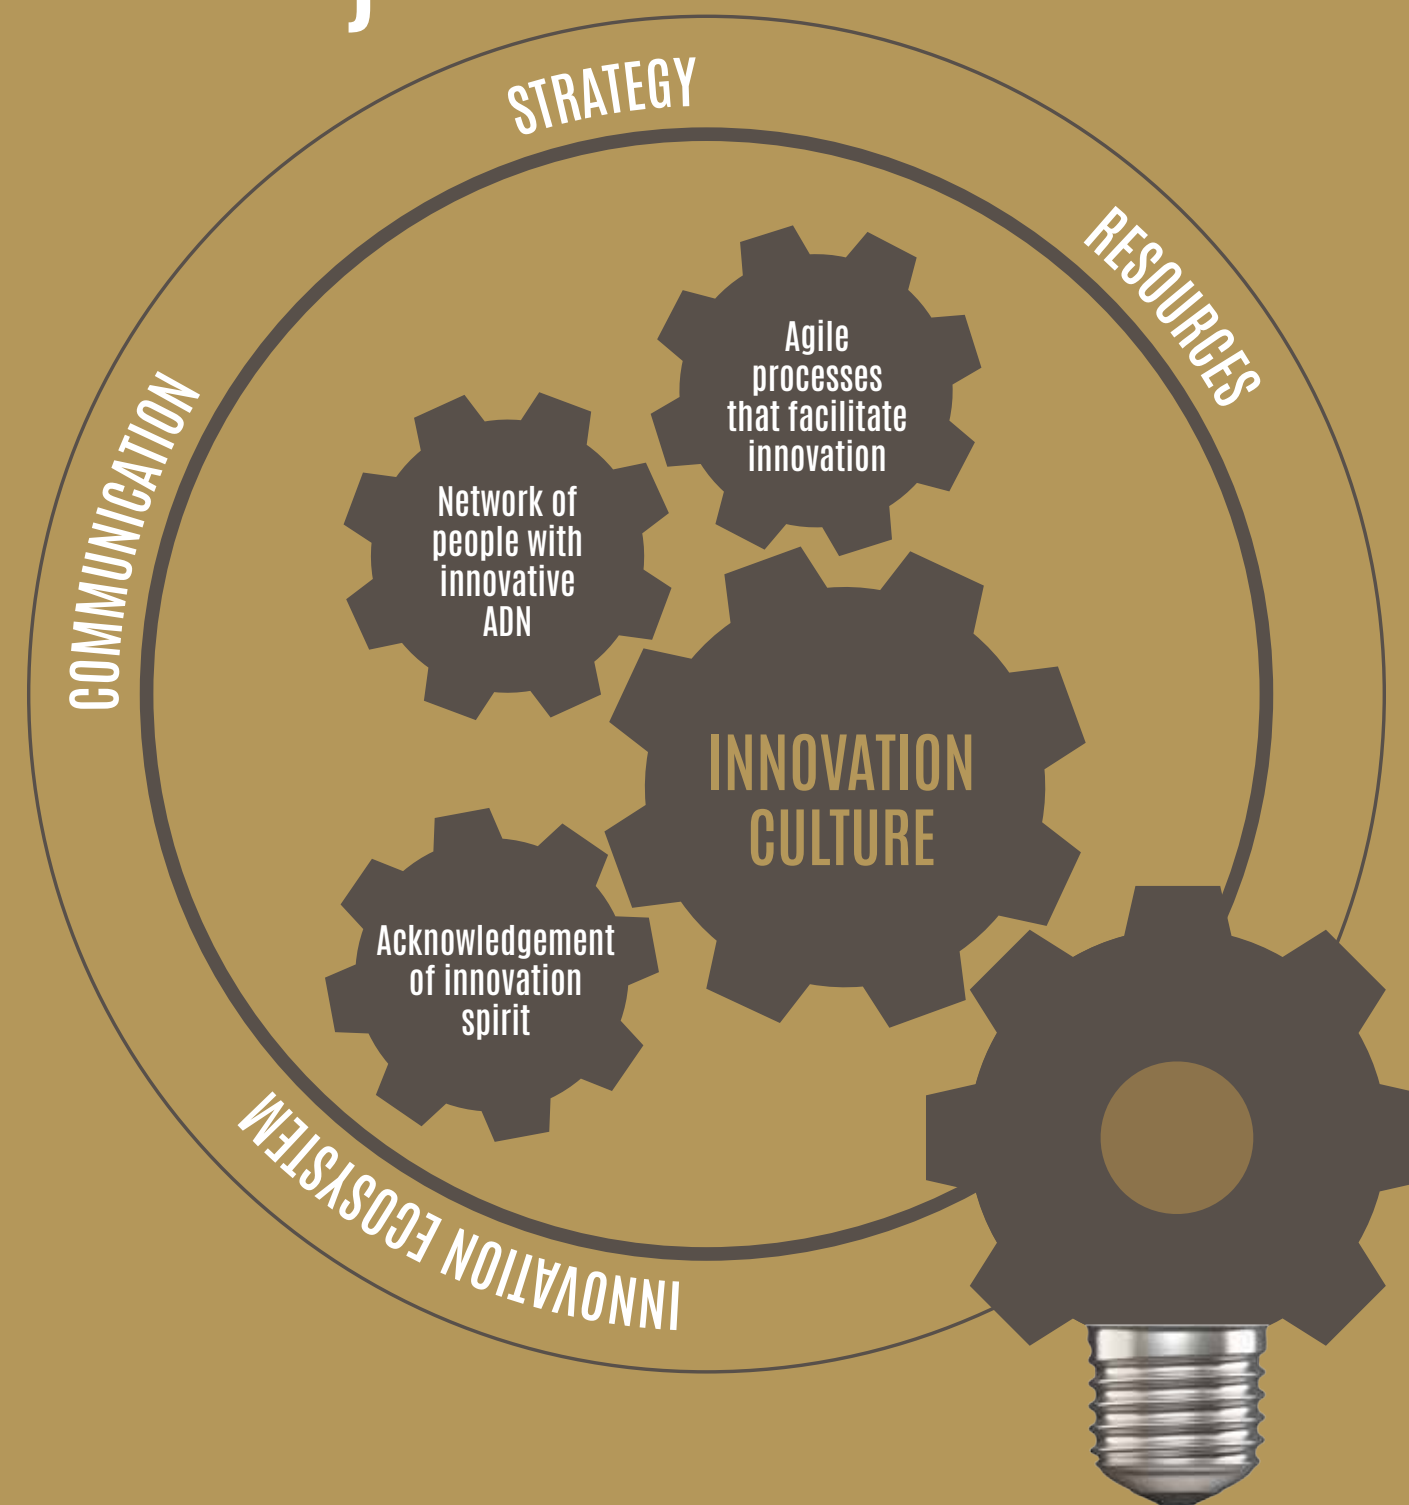 STRATEGY
RESOURCES
COMMUNICATION
Agile
processes
that facilitate
innovation
Network of
people with
innovative
ADN
INNOVATION
CULTURE
Acknowledgement
of innovation
spirit
INNOVATION ECOSYSTEM